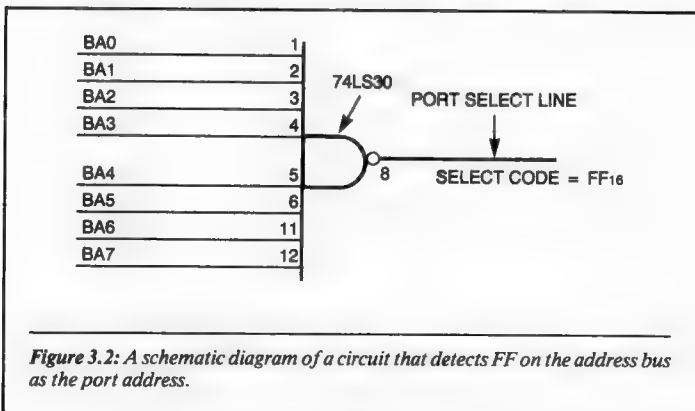 BA0 1
BA1 2
BA2 3
BA3 4
74LS30
PORT SELECT LINE
BA4 5
8
SELECT CODE = FF16
BA5 6
BA6 11
BA7 12
Figure 3.2: A schematic diagram of a circuit that detects FF on the address bus
as the port address.